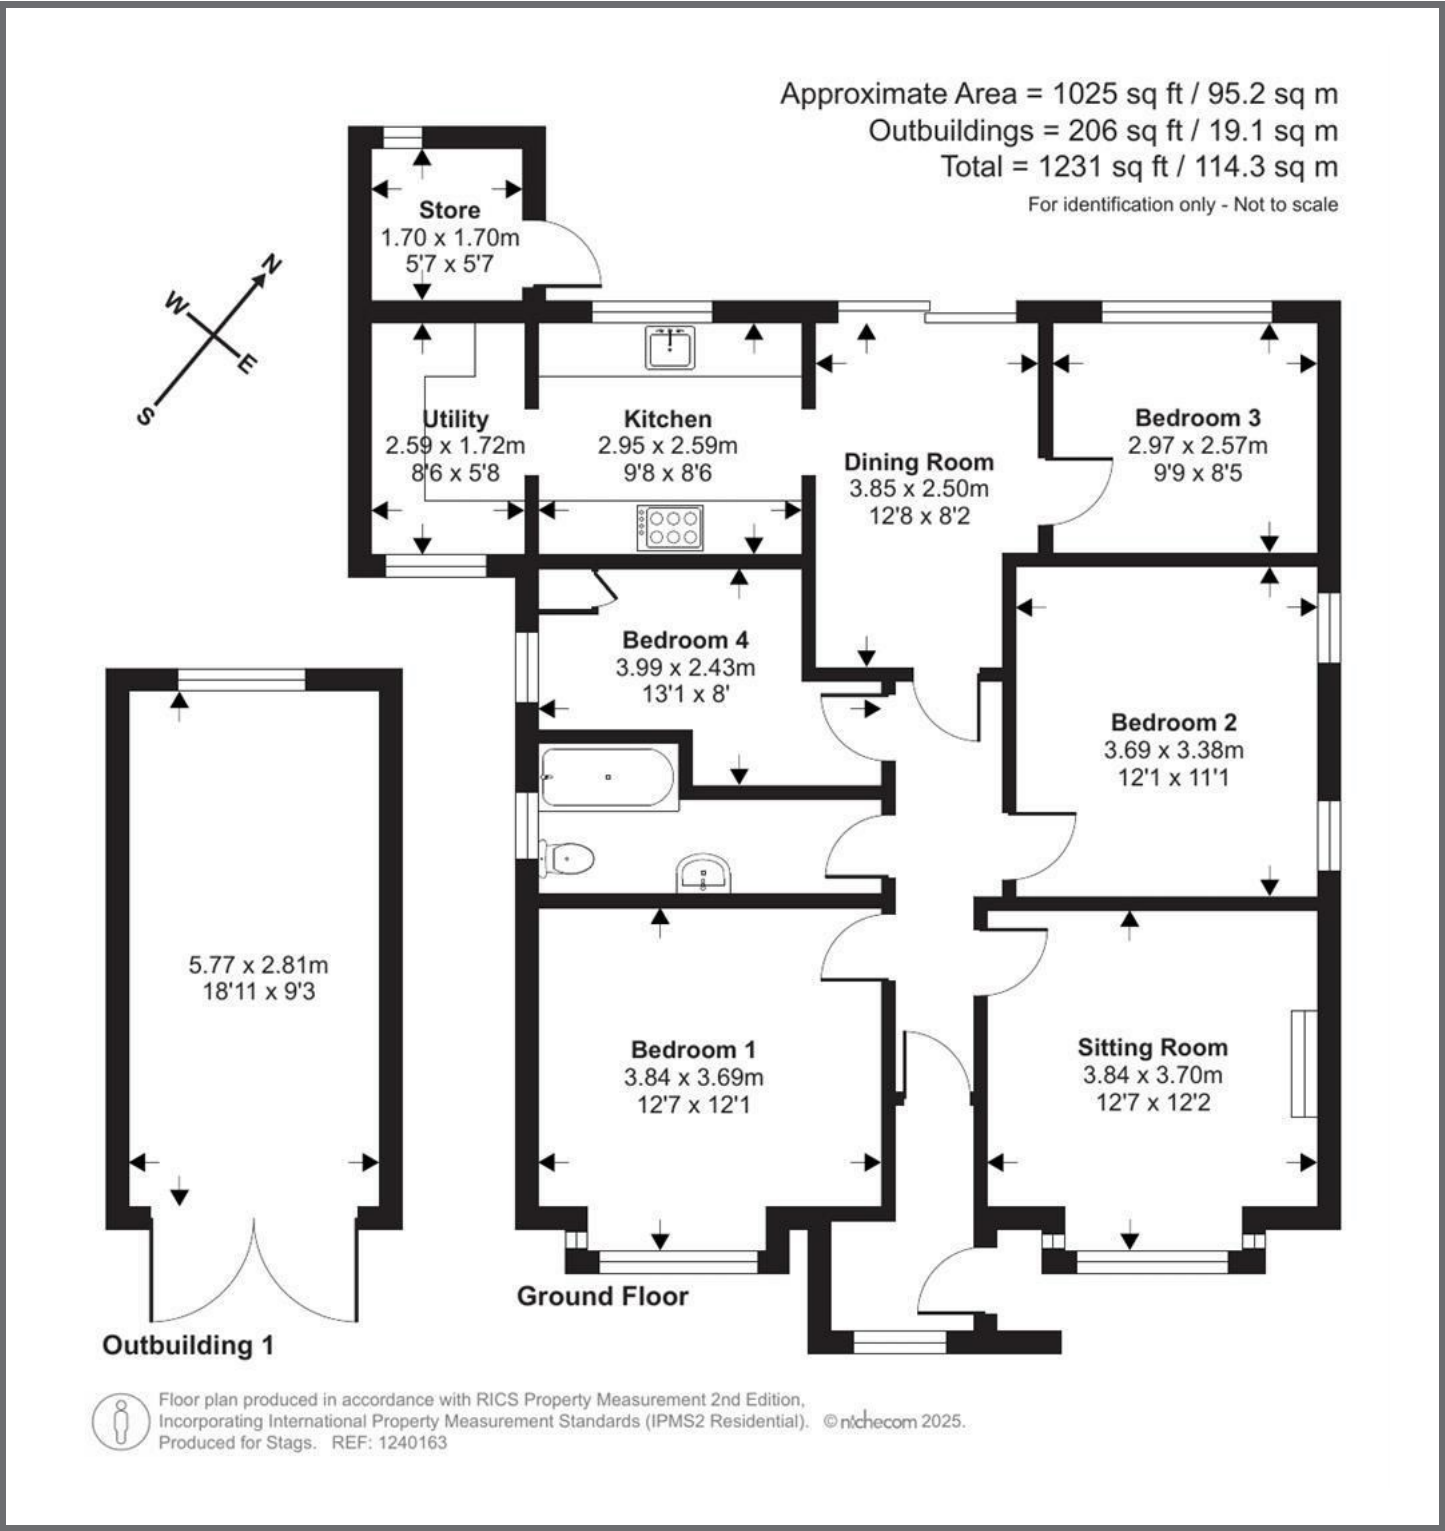 Approximate Area = 1025 sq ft / 95.2 sq m
Outbuildings = 206 sq ft / 19.1 sq m
Total = 1231 sq ft / 114.3 sq m
For identification only - Not to scale
Store
1.70 x 1.70m
5'7 x 5'7
N
W
E
S
Utility
2.59 x 1.72m
8'6 x 5'8
Kitchen
2.95 x 2.59m
9'8 x 8'6
Dining Room
3.85 x 2.50m
12'8 x 8'2
Bedroom 3
2.97 x 2.57m
9'9 x 8'5
Bedroom 4
3.99 x 2.43m
13'1 x 8'
Bedroom 2
3.69 x 3.38m
12'1 x 11'1
5.77 x 2.81m
18'11 x 9'3
Bedroom 1
3.84 x 3.69m
12'7 x 12'1
Sitting Room
3.84 x 3.70m
12'7 x 12'2
Ground Floor
Outbuilding 1
Floor plan produced in accordance with RICS Property Measurement 2nd Edition,
Incorporating International Property Measurement Standards (IPMS2 Residential). © nichecom 2025.
Produced for Stags. REF: 1240163